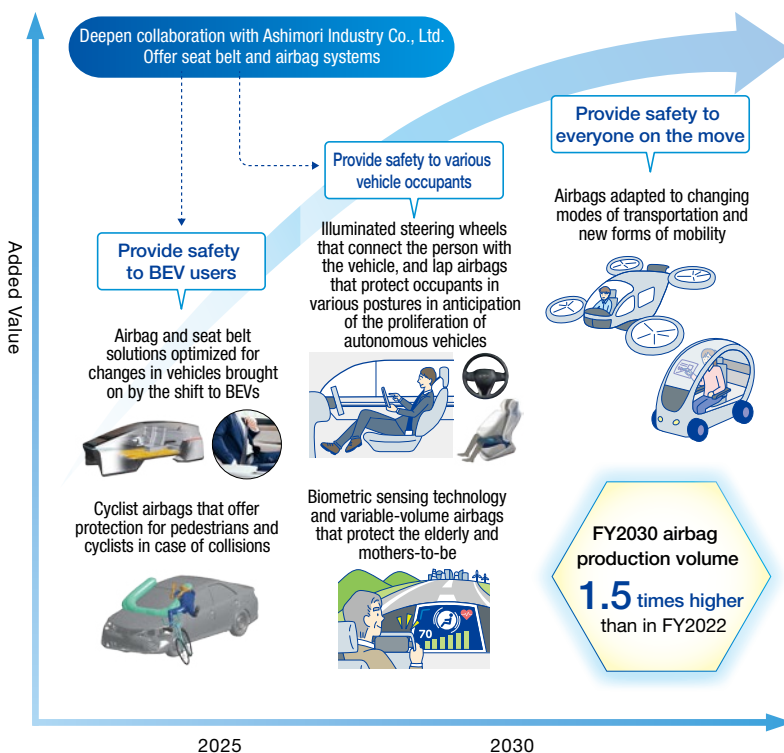 Deepen collaboration with Ashimori Industry Co., Ltd.
Offer seat belt and airbag systems
Added Value
Provide safety
to BEV users
Airbag and seat belt
solutions optimized for
changes in vehicles brought
on by the shift to BEVs
Cyclist airbags that offer
protection for pedestrians and
cyclists in case of collisions
Provide safety to various
vehicle occupants
Illuminated steering wheels
that connect the person with
the vehicle, and lap airbags
that protect occupants in
various postures in anticipation
of the proliferation of
autonomous vehicles
Biometric sensing technology
and variable-volume airbags
that protect the elderly and
mothers-to-be
70
Provide safety to
everyone on the move
Airbags adapted to changing
modes of transportation and
new forms of mobility
FY2030 airbag
production volume
1.5 times higher
than in FY2022
2025
2030